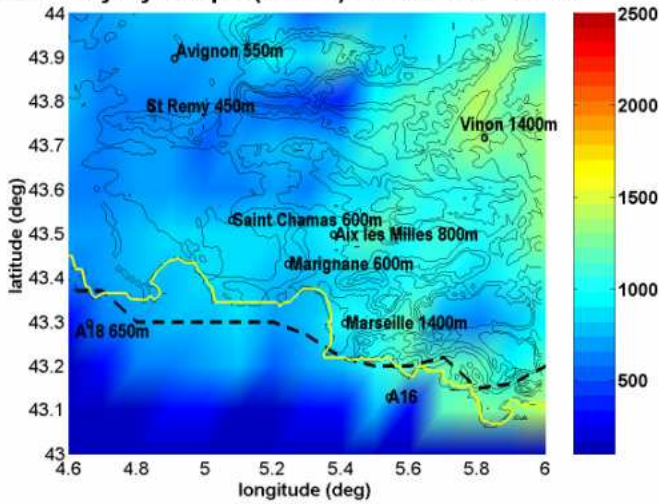 44
43.9
43.8
43.7
43.6
43.5
43.4
43.3
43.2
43.1
43
latitude (deg)
Avignon 550m
St Remy 450m
Vinon 1400m
Saint Chamas 600m
Aix les Milles 800m
Marignane 600m
Marseille 1400m
A18 650m
A16
4.6
4.8
5
5.2
5.4
5.6
5.8
6
longitude (deg)
2500
2000
1500
1000
500